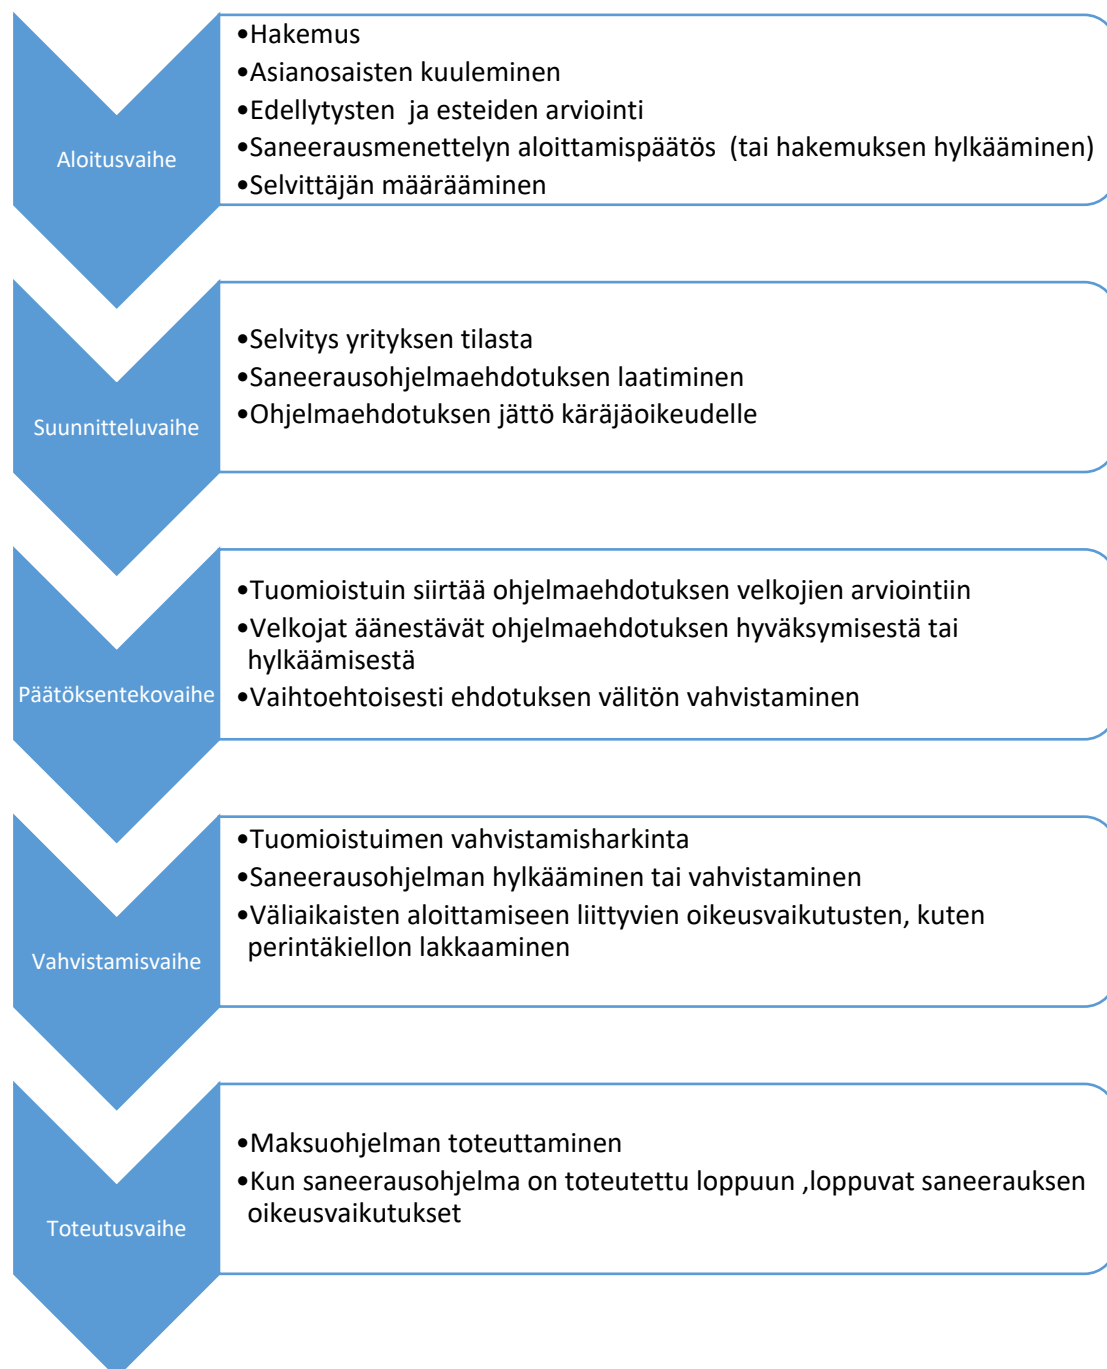 Aloitusvaihe
•Hakemus
•Asianosaisten kuuleminen
•Edellytysten ja esteiden arviointi
•Saneerausmenettelyn aloittamispäätös (tai hakemuksen hylkääminen)
•Selvittäjän määrääminen
Suunnitteluvaihe
•Selvitys yrityksen tilasta
•Saneerausohjelmaehdotuksen laatiminen
•Ohjelmaehdotuksen jättö käräjäoikeudelle
Päätöksentekovaihe
•Tuomioistuin siirtää ohjelmaehdotuksen velkojien arviointiin
•Velkojat äänestävät ohjelmaehdotuksen hyväksymisestä tai
hylkäämisestä
•Vaihtoehtoisesti ehdotuksen välitön vahvistaminen
Vahvistamisvaihe
•Tuomioistuimen vahvistamisharkinta
•Saneerausohjelman hylkääminen tai vahvistaminen
•Väliaikaisten aloittamiseen liittyvien oikeusvaikutusten, kuten
perintäkiellon lakkaaminen
Toteutusvaihe
•Maksuohjelman toteuttaminen
•Kun saneerausohjelma on toteutettu loppuun ,loppuvat saneerauksen
oikeusvaikutukset